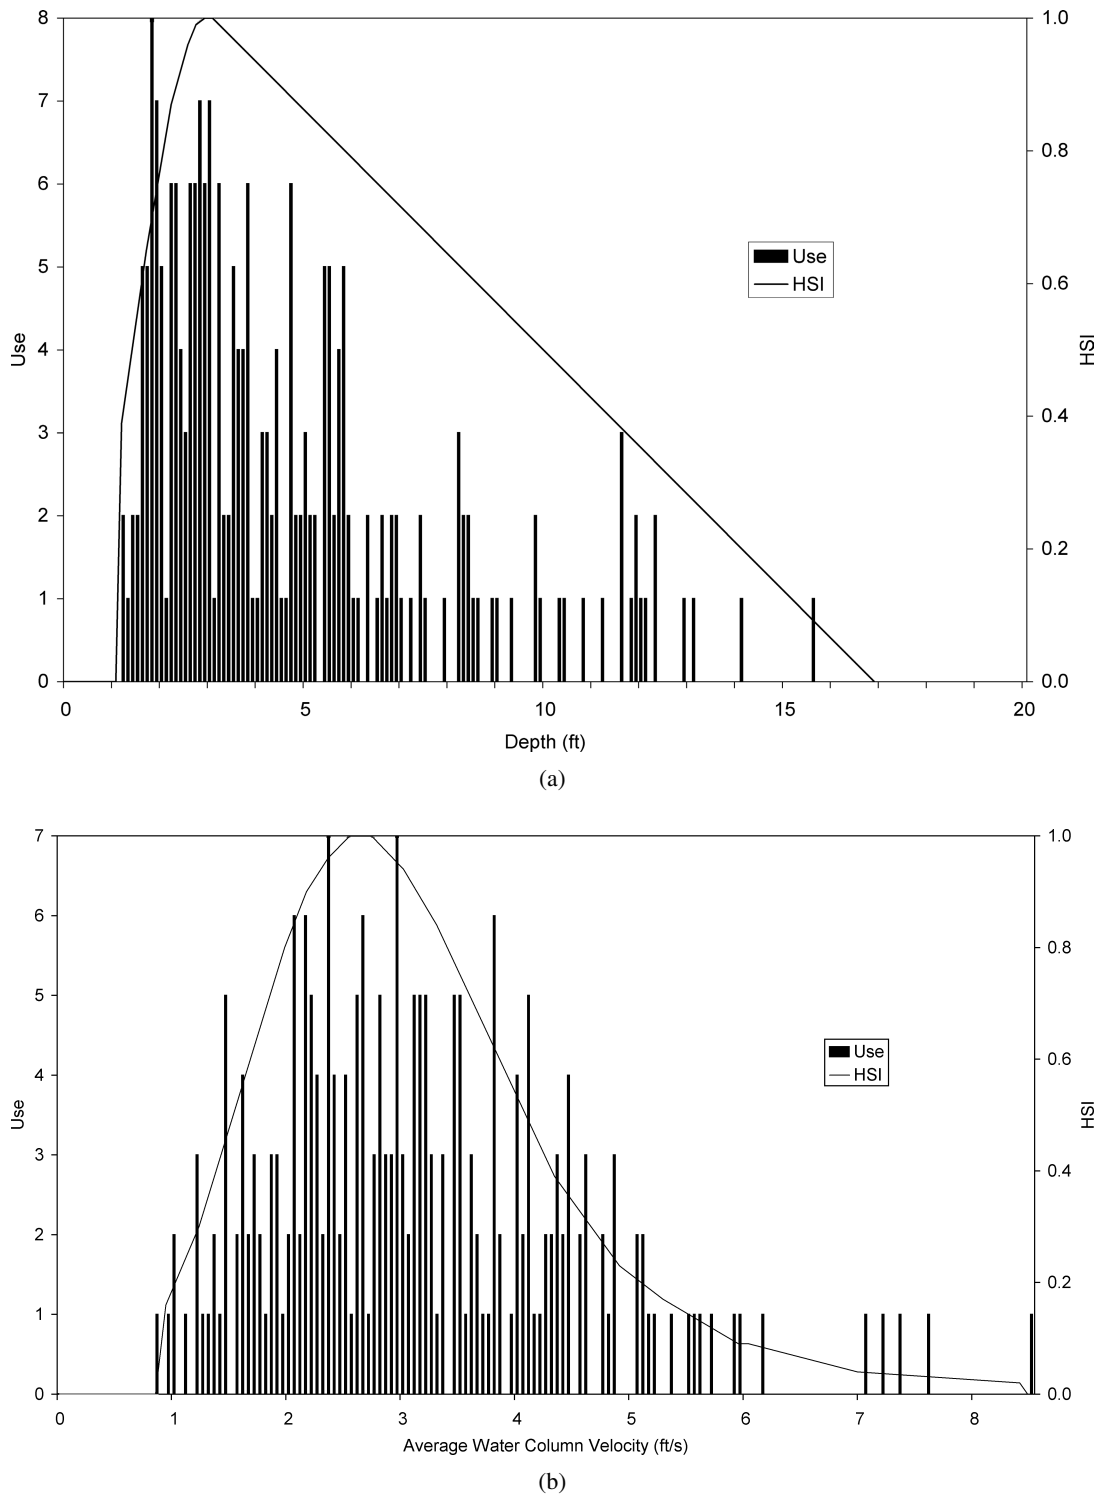 8
7
6
5
4
3
2
1
0
Use
1.0
0.8
0.6
0.4
0.2
0.0
HSI
Use
HSI
0 5 10 15 20
Depth (ft)
(a)
7
6
5
4
3
2
1
0
Use
1.0
0.8
0.6
0.4
0.2
0.0
HSI
Use
HSI
0 1 2 3 4 5 6 7 8
Average Water Column Velocity (ft/s)
(b)